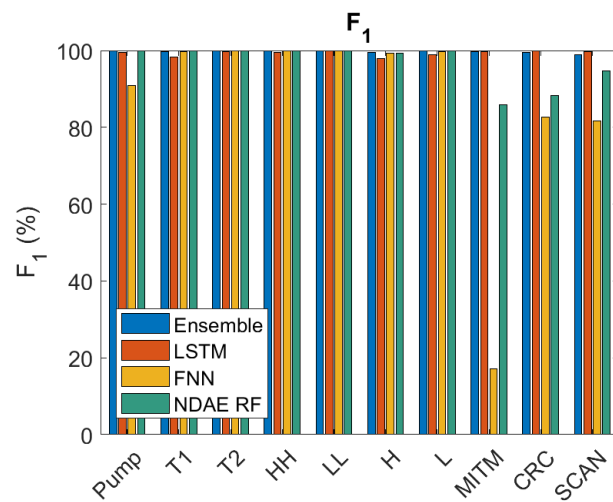 F1
100
80
60
40
20
0
F1 (%)
Ensemble
LSTM
FNN
NDAE RF
Pump
T1
T2
HH
LL
H
L
MITM
CRC
SCAN